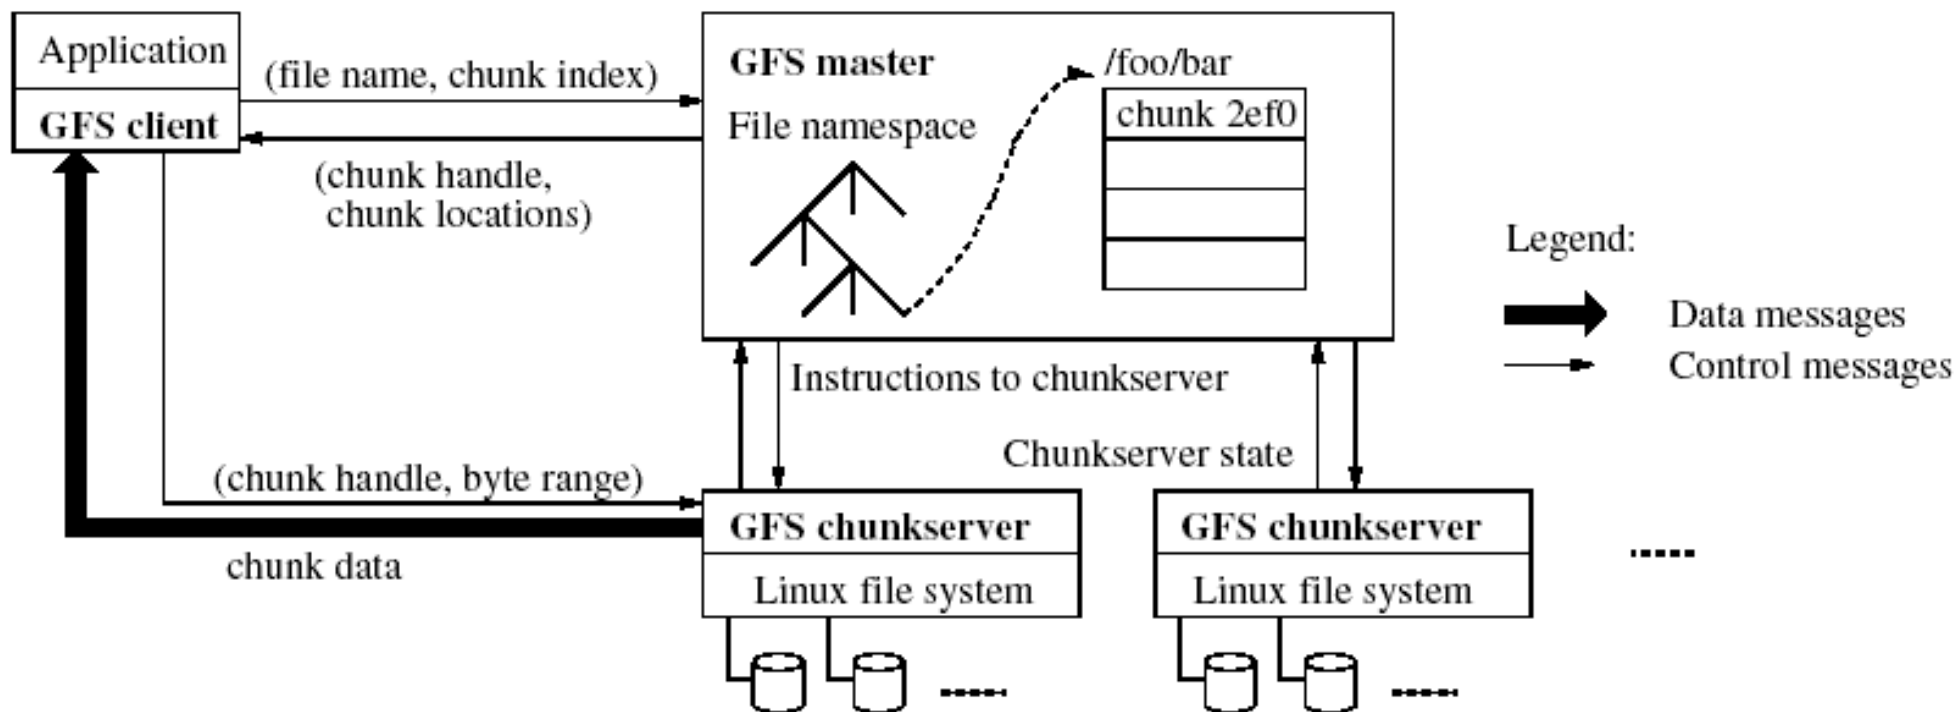 Application
GFS client
(file name, chunk index)
(chunk handle,
chunk locations)
GFS master
File namespace
/foo/bar
chunk 2ef0
Legend:
Data messages
Control messages
Instructions to chunkserver
Chunkserver state
(chunk handle, byte range)
chunk data
GFS chunkserver
Linux file system
GFS chunkserver
Linux file system